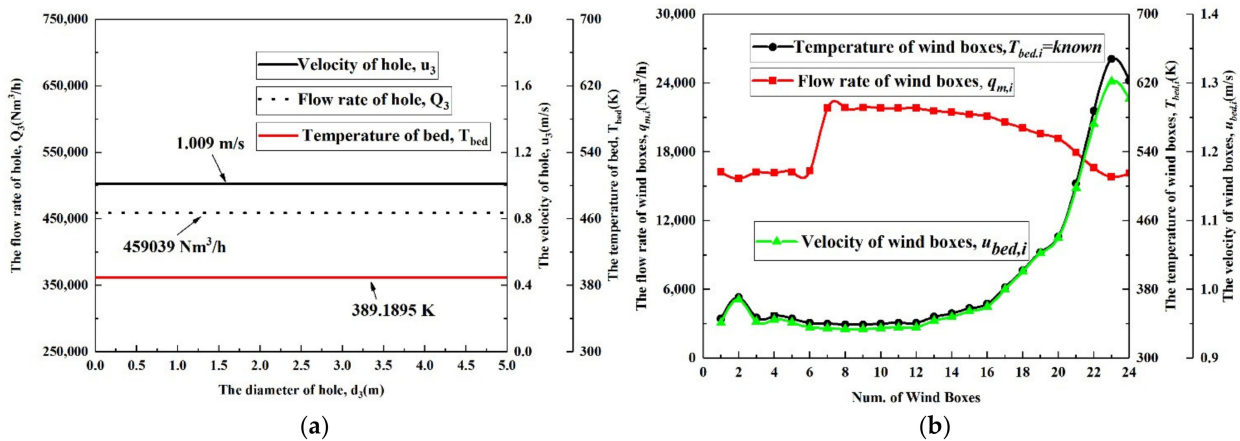 750,000
650,000
550,000
450,000
350,000
250,000
The flow rate of hole, Q₃(Nm³/h)
Velocity of hole, u₃
Flow rate of hole, Q₃
Temperature of bed, T_bed
1.009 m/s
459039 Nm³/h
389.1895 K
0.0 0.5 1.0 1.5 2.0 2.5 3.0 3.5 4.0 4.5 5.0
The diameter of hole, d₃(m)
2.0
1.6
1.2
0.8
0.4
0.0
The velocity of hole, u₃(m/s)
700
620
540
460
380
300
The temperature of bed, T_bed(K)
(a)
30,000
24,000
18,000
12,000
6,000
0
The flow rate of wind boxes, q_m,i(Nm³/h)
Temperature of wind boxes,T_bed,i=known
Flow rate of wind boxes, q_m,i
Velocity of wind boxes, u_bed,i
0 2 4 6 8 10 12 14 16 18 20 22 24
Num. of Wind Boxes
700
620
540
460
380
300
The temperature of wind boxes, T_bed,i(K)
1.4
1.3
1.2
1.1
1.0
0.9
The velocity of wind boxes, u_bed,i(m/s)
(b)